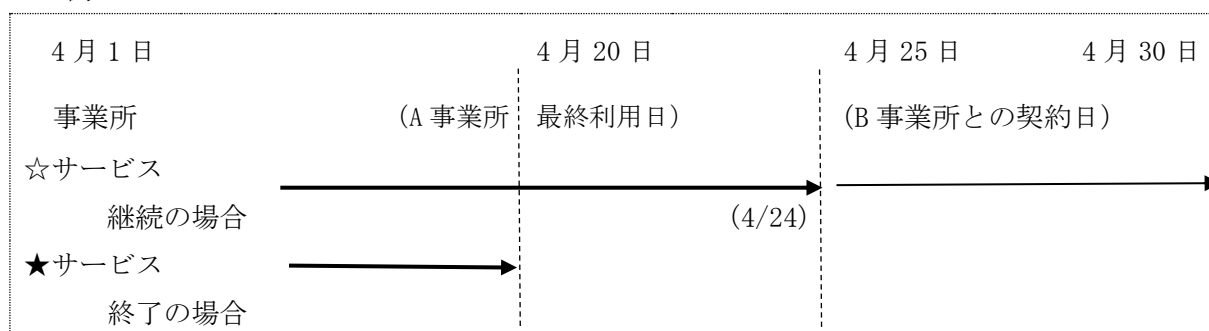 4月1日 4月20日 4月25日 4月30日
事業所 (A事業所 最終利用日) (B事業所との契約日)
☆サービス
継続の場合 (4/24)
★サービス
終了の場合